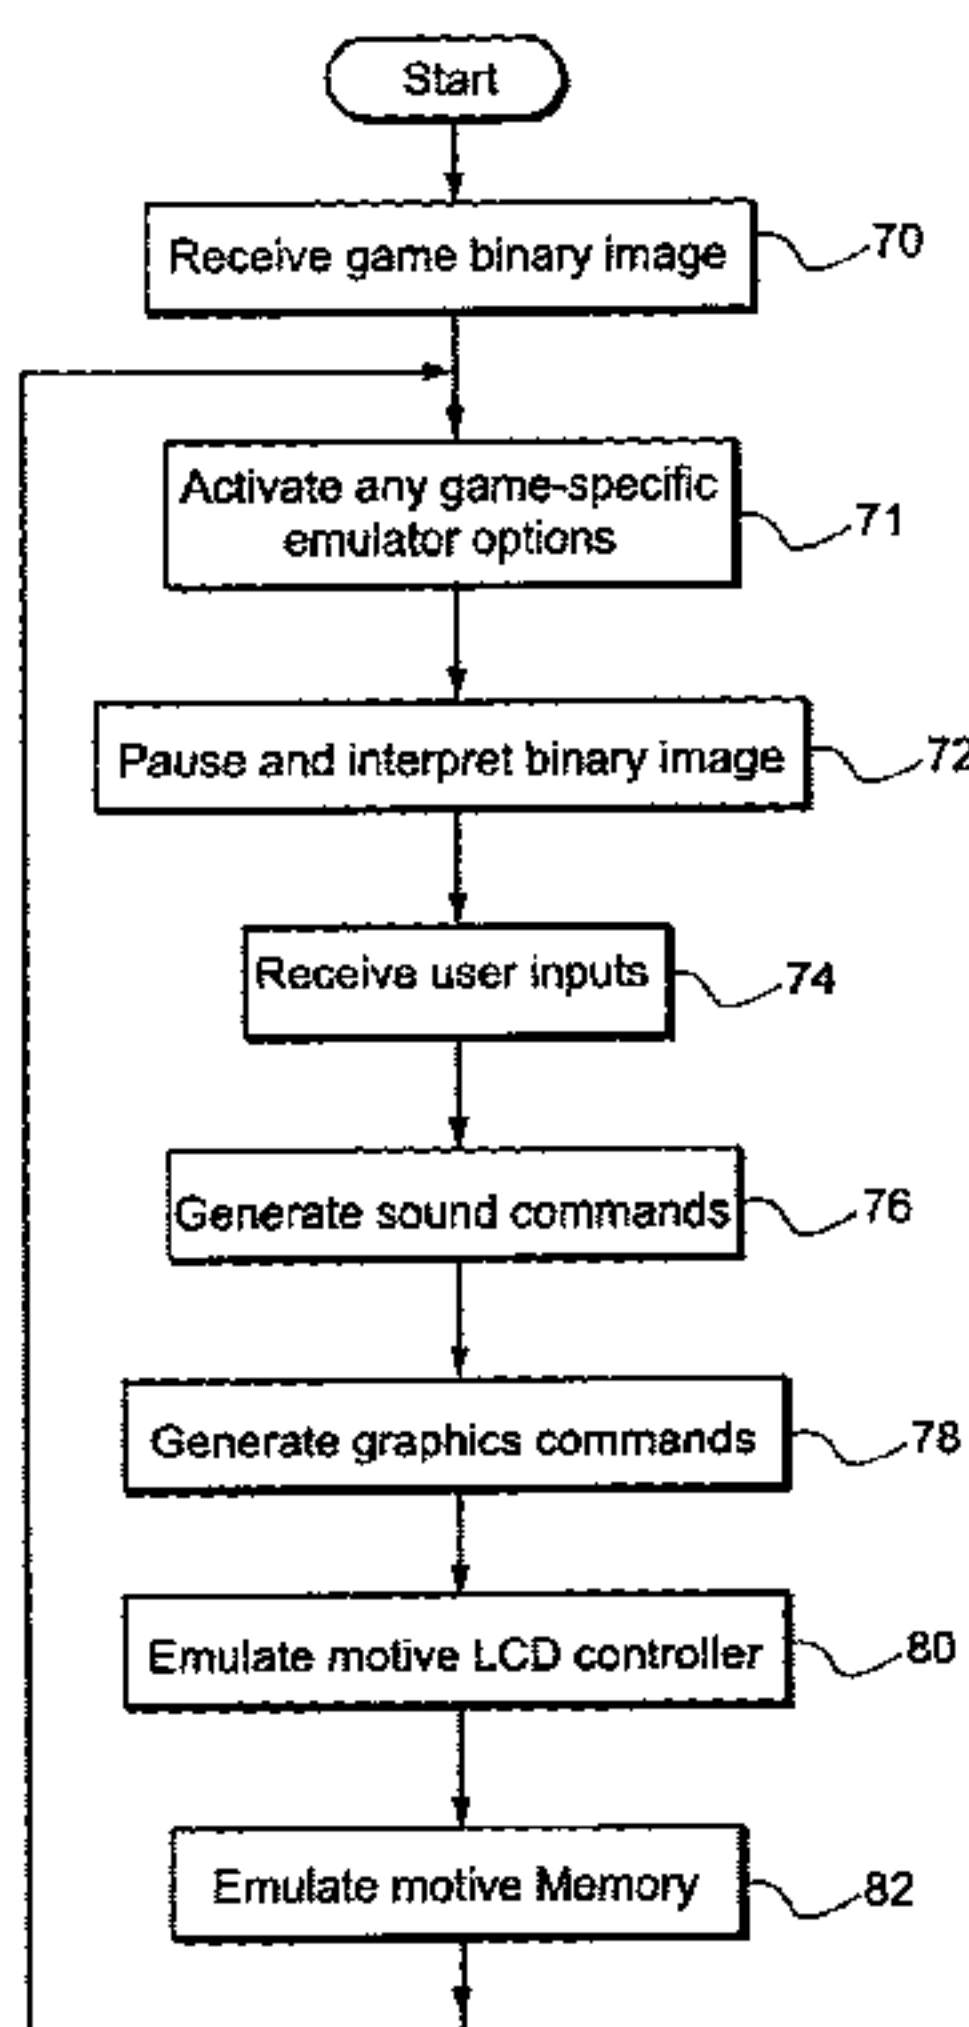 Start
Receive game binary image
70
Activate any game-specific
emulator options
71
Pause and interpret binary image
72
Receive user inputs
74
Generate sound commands
76
Generate graphics commands
78
Emulate motive LCD controller
80
Emulate motive Memory
82